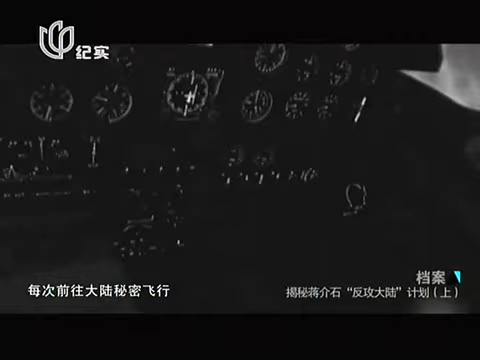 纪实
每次前往大陆秘密飞行
档案
揭秘蒋介石“反攻大陆”计划（上）